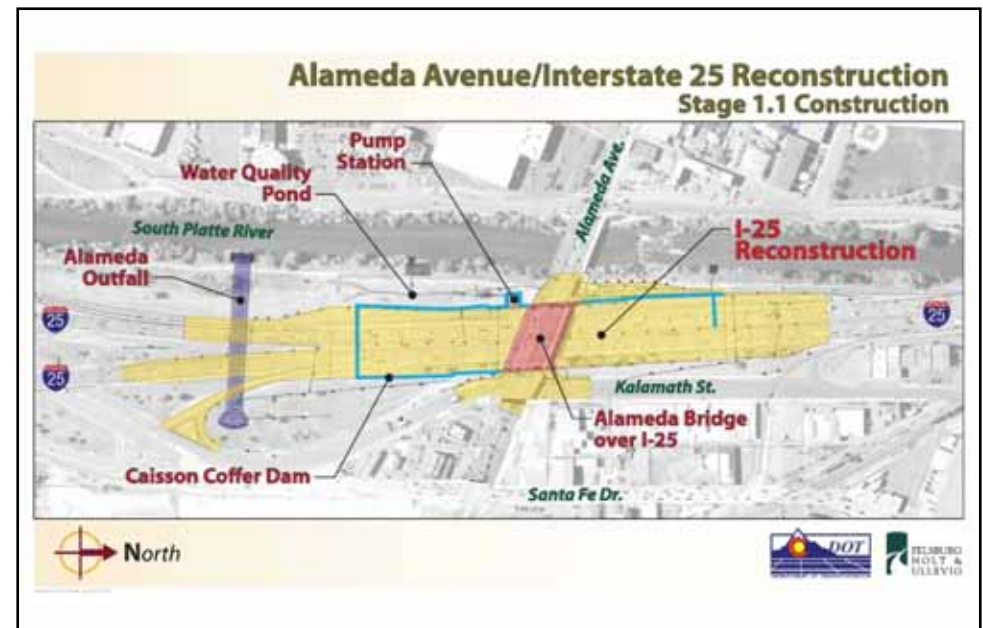 Alameda Avenue/Interstate 25 Reconstruction
Stage 1.1 Construction
Pump
Station
Water Quality
Pond
Alameda Ave.
South Platte River
I-25
Reconstruction
Alameda
Outfall
25
25
25
Kalamath St.
Alameda Bridge
over I-25
Caisson Coffer Dam
Santa Fe Dr.
North
DOT
FELSBURG
HOLT &
ULLEVIG